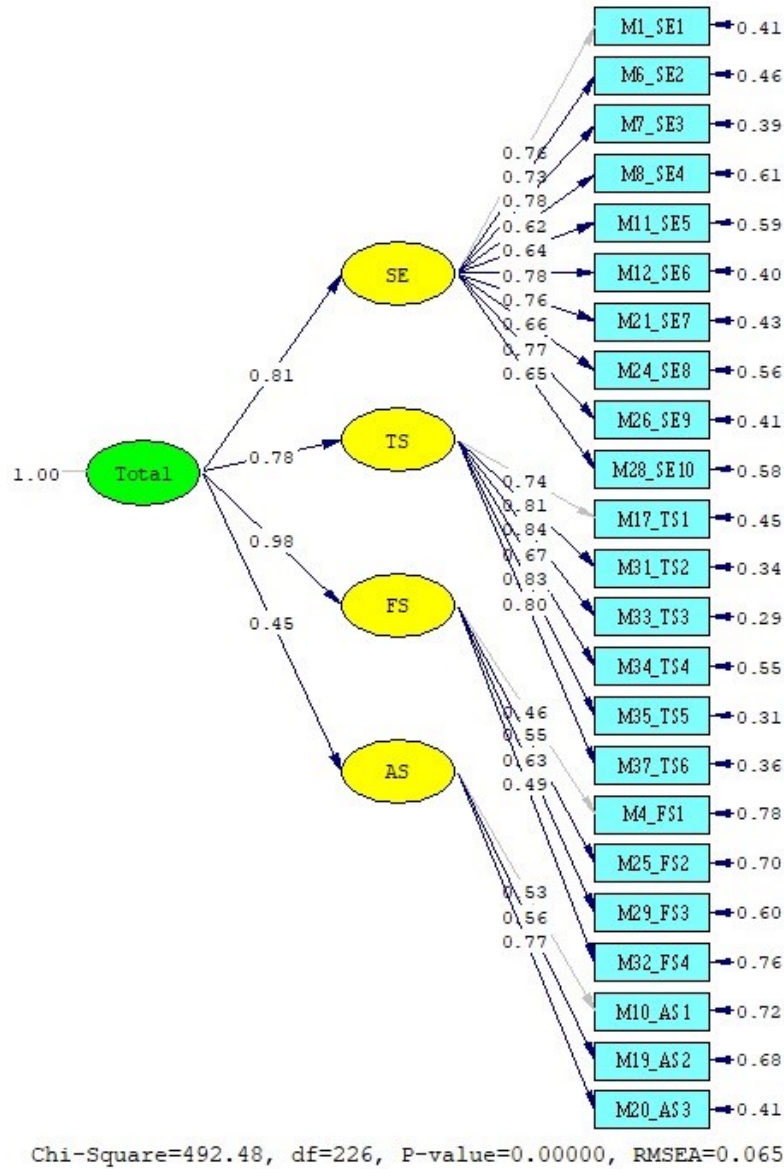 M1_SE1 0.41
M6_SE2 0.46
M7_SE3 0.39
0.76
0.73
M8_SE4 0.61
0.78
0.62
M11_SE5 0.59
0.64
SE
0.78
M12_SE6 0.40
0.76
M21_SE7 0.43
0.66
0.77
M24_SE8 0.56
0.81
0.65
M26_SE9 0.41
TS
0.78
M28_SE10 0.58
1.00 Total
0.74
0.81
M17_TS1 0.45
0.84
0.98
0.67
M31_TS2 0.34
0.83
FS
0.80
M33_TS3 0.29
0.45
M34_TS4 0.55
0.46
M35_TS5 0.31
0.55
0.63
M37_TS6 0.36
AS
0.49
M4_FS1 0.78
M25_FS2 0.70
0.53
M29_FS3 0.60
0.56
0.77
M32_FS4 0.76
M10_AS1 0.72
M19_AS2 0.68
M20_AS3 0.41
Chi-Square=492.48, df=226, P-value=0.00000, RMSEA=0.065